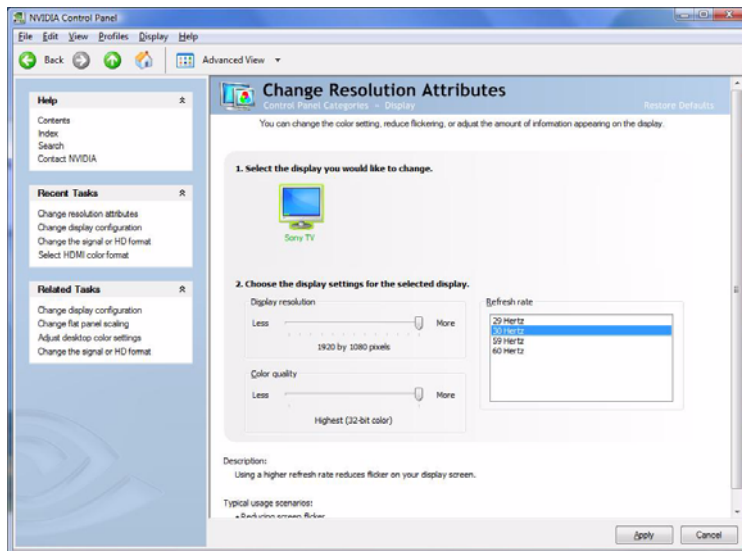 NVIDIA Control Panel
File Edit View Profiles Display Help
Back Advanced View
Help
Contents
Index
Search
Contact NVIDIA
Recent Tasks
Change resolution attributes
Change display configuration
Change the signal or HD format
Select HDMI color format
Related Tasks
Change display configuration
Change flat panel scaling
Adjust desktop color settings
Change the signal or HD format
Change Resolution Attributes
Control Panel Categories » Display Restore Defaults
You can change the color setting, reduce flickering, or adjust the amount of information appearing on the display.
1. Select the display you would like to change.
Sony TV
2. Choose the display settings for the selected display.
Display resolution
Less More
1920 by 1080 pixels
Color quality
Less More
Highest (32-bit color)
Refresh rate
29 Hertz
30 Hertz
59 Hertz
60 Hertz
Description:
Using a higher refresh rate reduces flicker on your display screen.
Typical usage scenarios:
• Reducing screen flicker
Apply Cancel